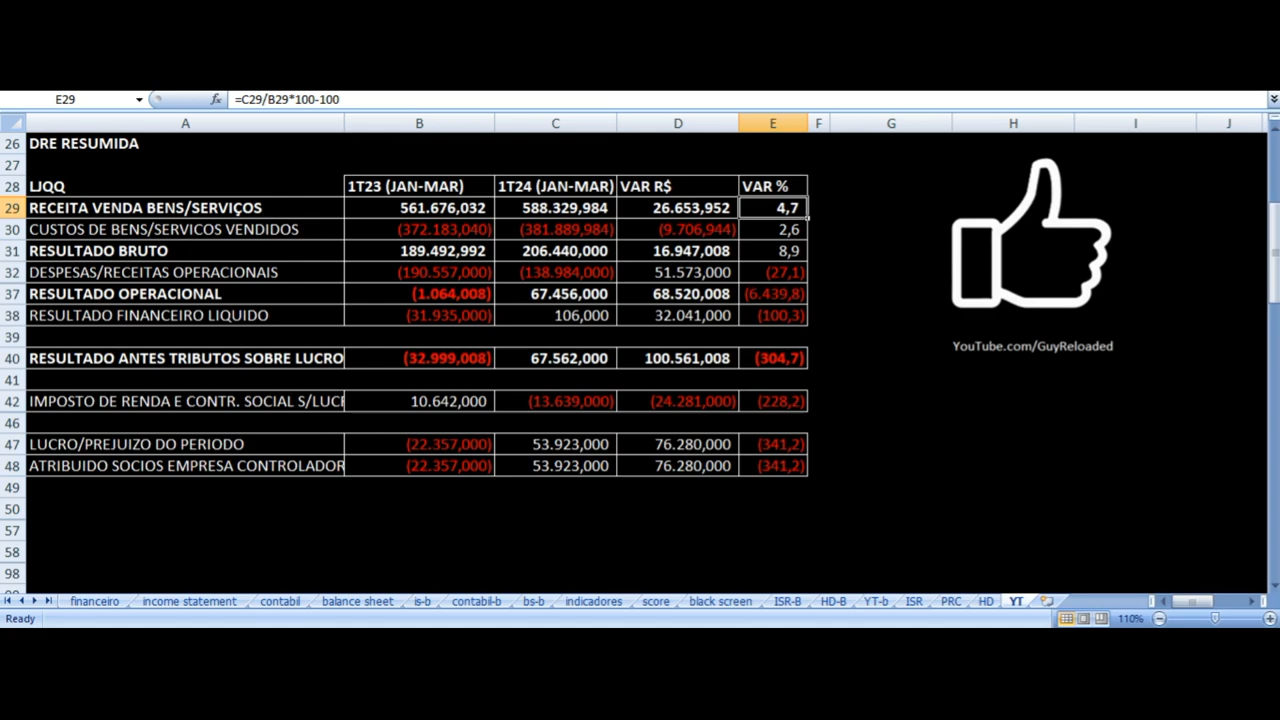 E29 fx =C29/B29*100-100
A B C D E F G H I J
26 DRE RESUMIDA
27
28 LJQQ 1T23 (JAN-MAR) 1T24 (JAN-MAR) VAR R$ VAR %
29 RECEITA VENDA BENS/SERVIÇOS 561.676,032 588.329,984 26.653,952 4,7
30 CUSTOS DE BENS/SERVICOS VENDIDOS (372.183,040) (381.889,984) (9.706,944) 2,6
31 RESULTADO BRUTO 189.492,992 206.440,000 16.947,008 8,9
32 DESPESAS/RECEITAS OPERACIONAIS (190.557,000) (138.984,000) 51.573,000 (27,1)
37 RESULTADO OPERACIONAL (1.064,008) 67.456,000 68.520,008 (6.439,8)
38 RESULTADO FINANCEIRO LIQUIDO (31.935,000) 106,000 32.041,000 (100,3)
39
40 RESULTADO ANTES TRIBUTOS SOBRE LUCRO (32.999,008) 67.562,000 100.561,008 (304,7)
41
42 IMPOSTO DE RENDA E CONTR. SOCIAL S/LUCR 10.642,000 (13.639,000) (24.281,000) (228,2)
46
47 LUCRO/PREJUIZO DO PERIODO (22.357,000) 53.923,000 76.280,000 (341,2)
48 ATRIBUIDO SOCIOS EMPRESA CONTROLADOR (22.357,000) 53.923,000 76.280,000 (341,2)
49
50
57
58
98
YouTube.com/GuyReloaded
financeiro income statement contabil balance sheet is-b contabil-b bs-b indicadores score black screen ISR-B HD-B YT-b ISR PRC HD YT
Ready 110%